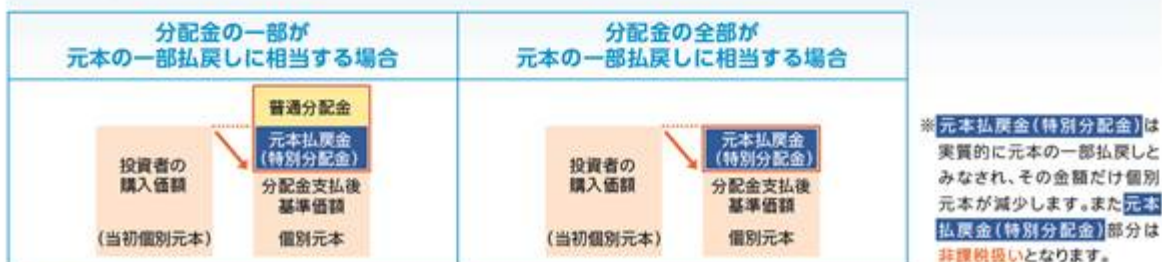 分配金の一部が
元本の一部払戻しに相当する場合
分配金の全部が
元本の一部払戻しに相当する場合
普通分配金
元本払戻金
(特別分配金)
投資者の
購入価額
(当初個別元本)
分配金支払後
基準価額
個別元本
元本払戻金
(特別分配金)
投資者の
購入価額
(当初個別元本)
分配金支払後
基準価額
個別元本
※元本払戻金(特別分配金)は
実質的に元本の一部払戻しと
みなされ、その金額だけ個別
元本が減少します。また元本
払戻金(特別分配金)部分は
非課税扱いとなります。